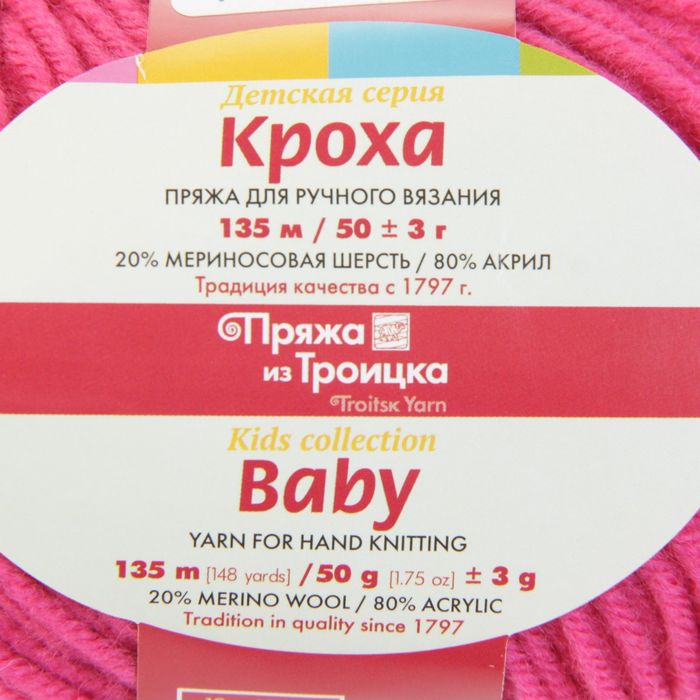 Детская серия
Кроха
ПРЯЖА ДЛЯ РУЧНОГО ВЯЗАНИЯ
135 м / 50 ± 3 г
20% МЕРИНОСОВАЯ ШЕРСТЬ / 80% АКРИЛ
Традиция качества с 1797 г.
Пряжа
из Троицка
Troitsk Yarn
Kids collection
Baby
YARN FOR HAND KNITTING
135 m [148 yards] / 50 g [1.75 oz] ± 3 g
20% MERINO WOOL / 80% ACRYLIC
Tradition in quality since 1797